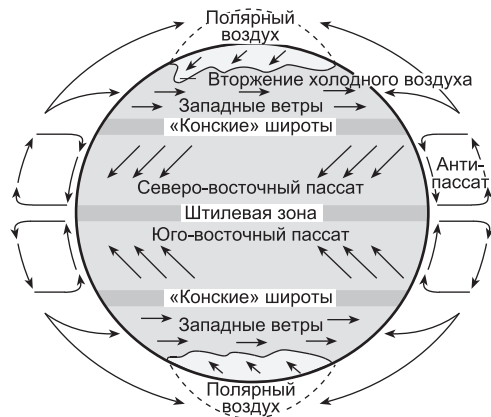 Полярный
воздух
Вторжение холодного воздуха
Западные ветры
«Конские» широты
Анти-
пассат
Северо-восточный пассат
Штилевая зона
Юго-восточный пассат
«Конские» широты
Западные ветры
Полярный
воздух